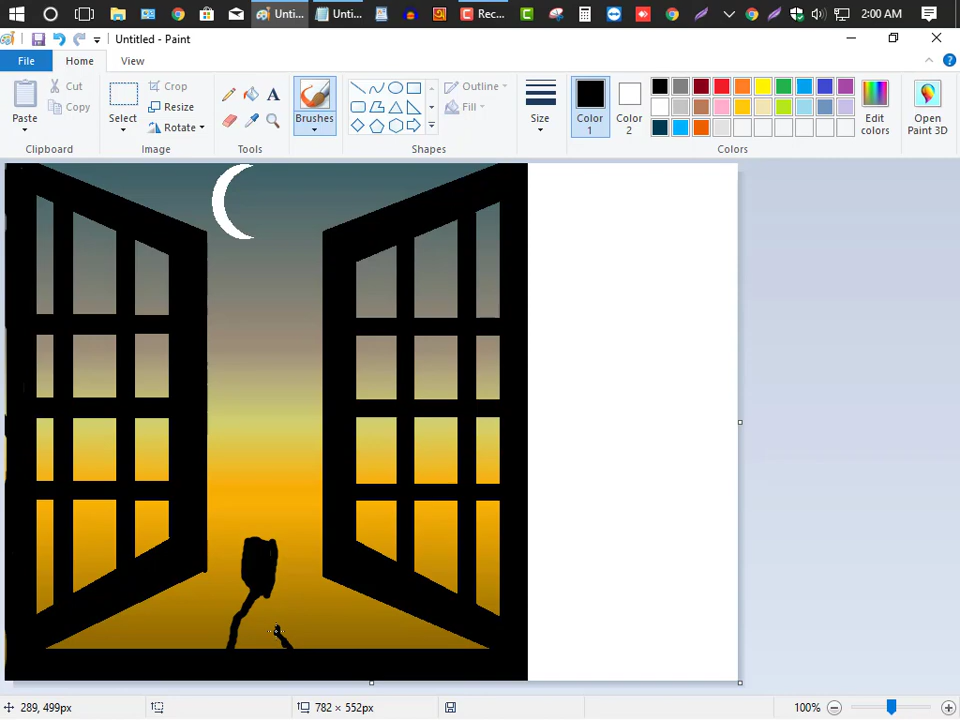 Unti...
Unti...
Rec...
2:00 AM
Untitled - Paint
File
Home
View
Paste
Cut
Copy
Clipboard
Select
Crop
Resize
Rotate
Image
A
Tools
Brushes
Outline
Fill
Shapes
Size
Color
1
Color
2
Edit
colors
Open
Paint 3D
Colors
289, 499px
782 × 552px
100%